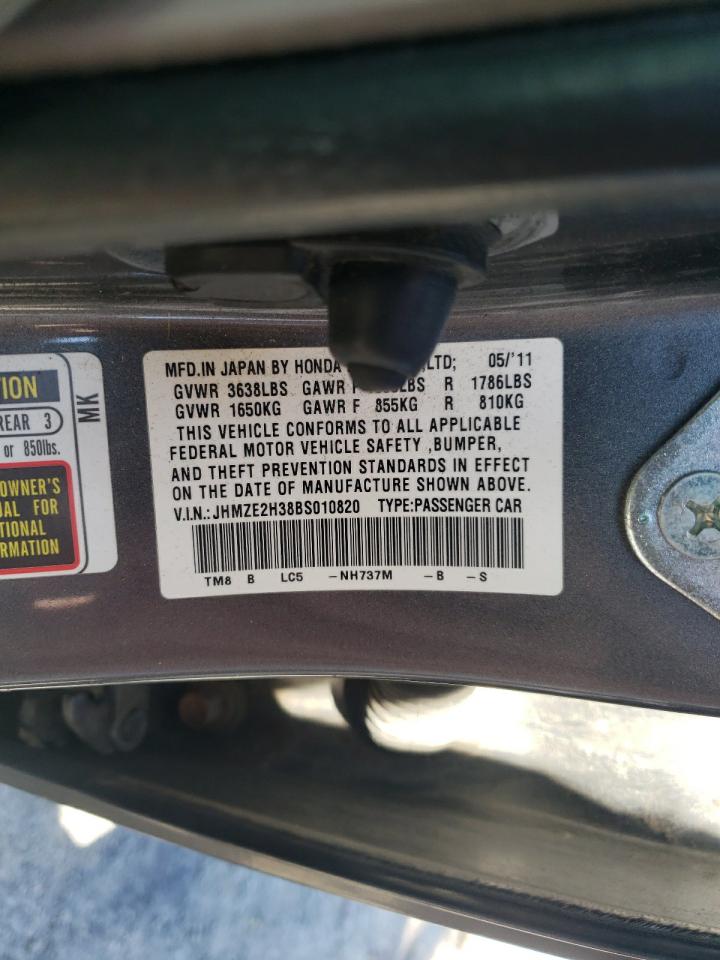 MFD.IN JAPAN BY HONDA ,LTD; 05/'11
GVWR 3638LBS GAWR F LBS R 1786LBS
GVWR 1650KG GAWR F 855KG R 810KG
THIS VEHICLE CONFORMS TO ALL APPLICABLE
FEDERAL MOTOR VEHICLE SAFETY ,BUMPER,
AND THEFT PREVENTION STANDARDS IN EFFECT
ON THE DATE OF MANUFACTURE SHOWN ABOVE.
V.I.N.: JHMZE2H38BS010820 TYPE:PASSENGER CAR
TM8 B LC5 -NH737M -B -S
TION
REAR 3
or 850lbs.
OWNER'S
UAL FOR
TIONAL
RMATION
MK